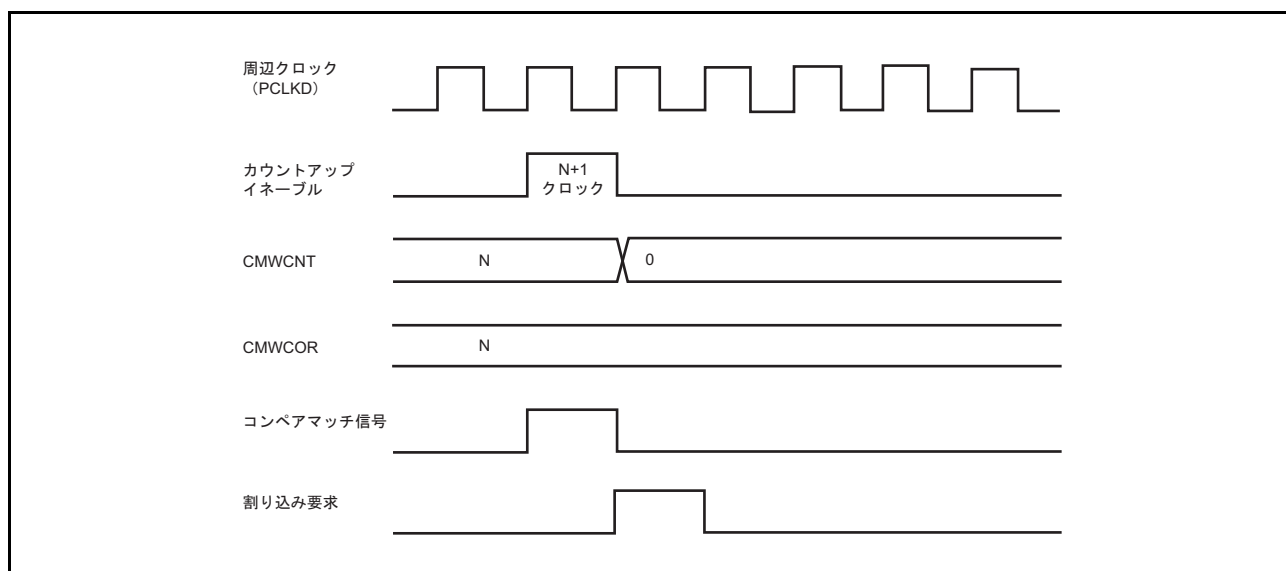 周辺クロック
(PCLKD)
カウントアップ
イネーブル
N+1
クロック
CMWCNT
N
0
CMWCOR
N
コンペアマッチ信号
割り込み要求